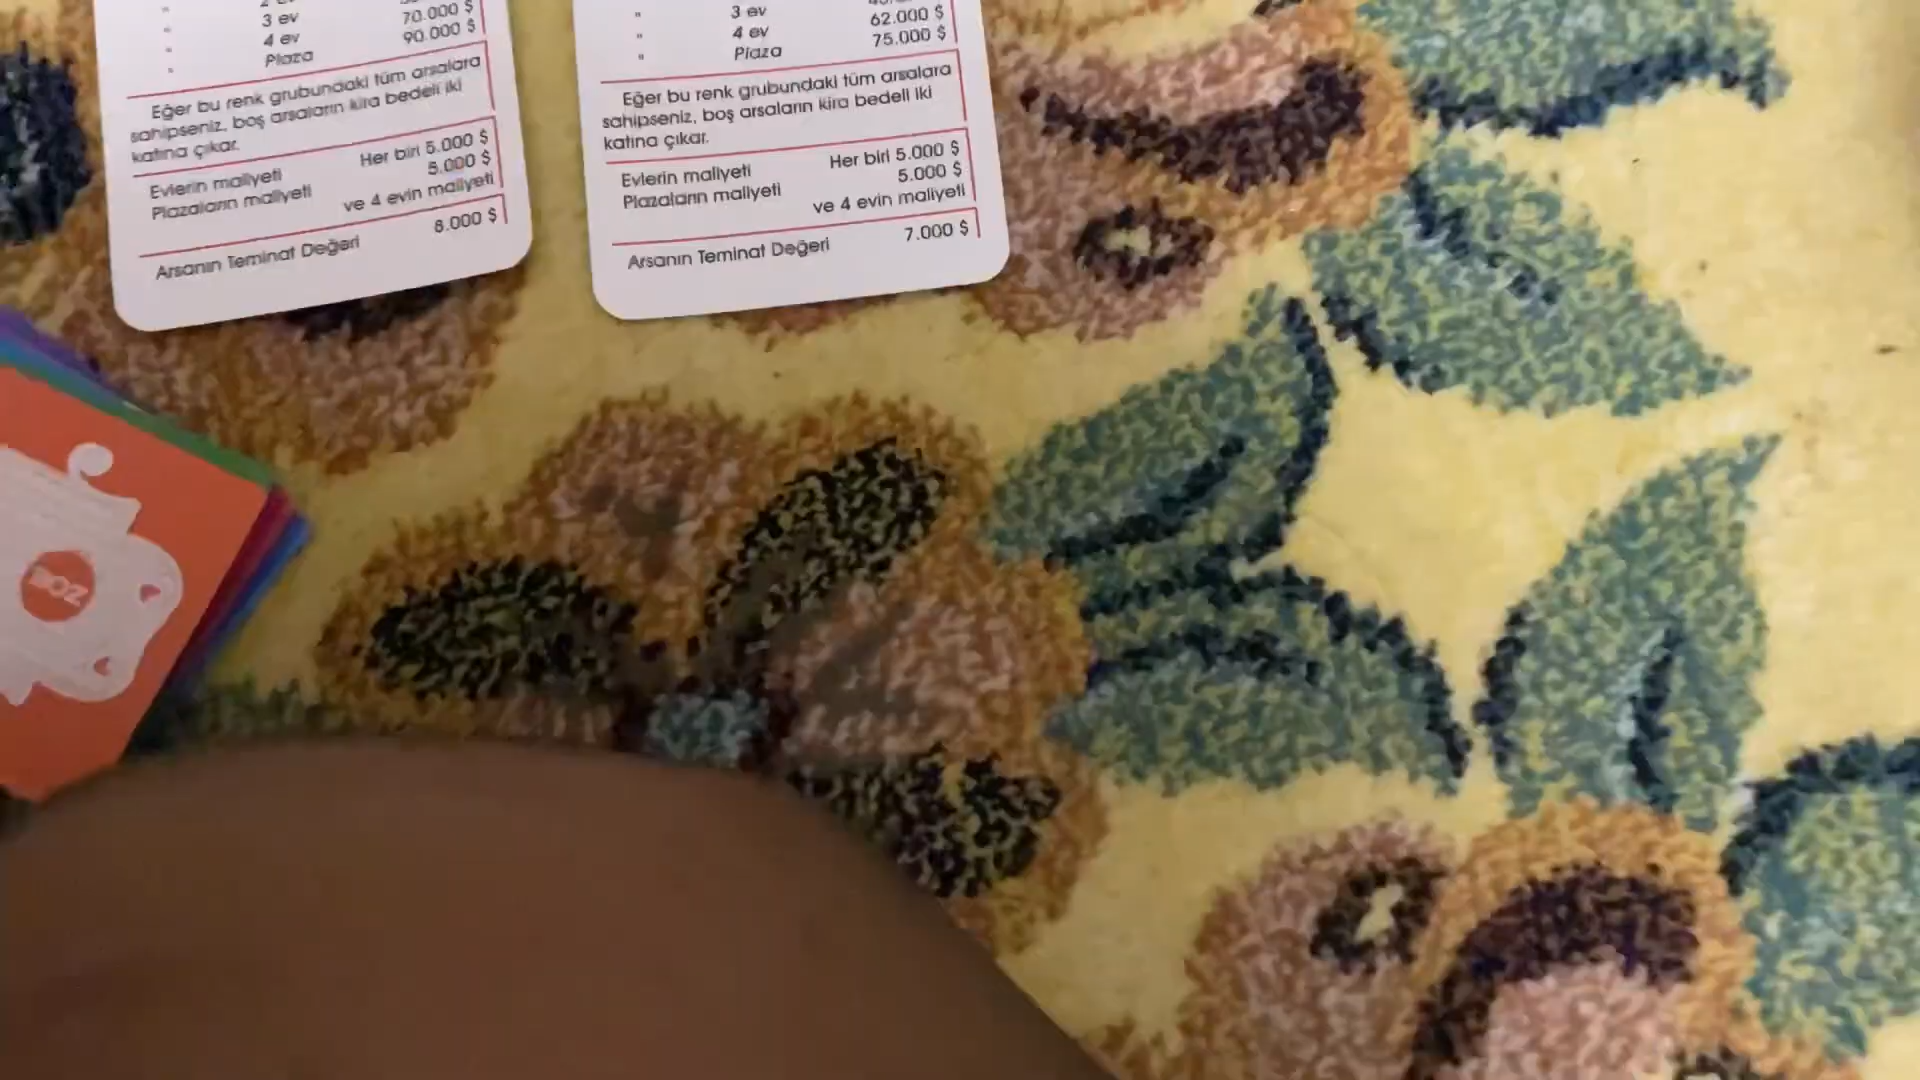 " 3 ev 70.000 $
" 4 ev 90.000 $
" Plaza
Eğer bu renk grubundaki tüm arsalara
sahipseniz, boş arsaların kira bedeli iki
katına çıkar.
Evlerin maliyeti Her biri 5.000 $
Plazaların maliyeti 5.000 $
ve 4 evin maliyeti
Arsanın Teminat Değeri 8.000 $
" 3 ev 62.000 $
" 4 ev 75.000 $
" Plaza
Eğer bu renk grubundaki tüm arsalara
sahipseniz, boş arsaların kira bedeli iki
katına çıkar.
Evlerin maliyeti Her biri 5.000 $
Plazaların maliyeti 5.000 $
ve 4 evin maliyeti
Arsanın Teminat Değeri 7.000 $